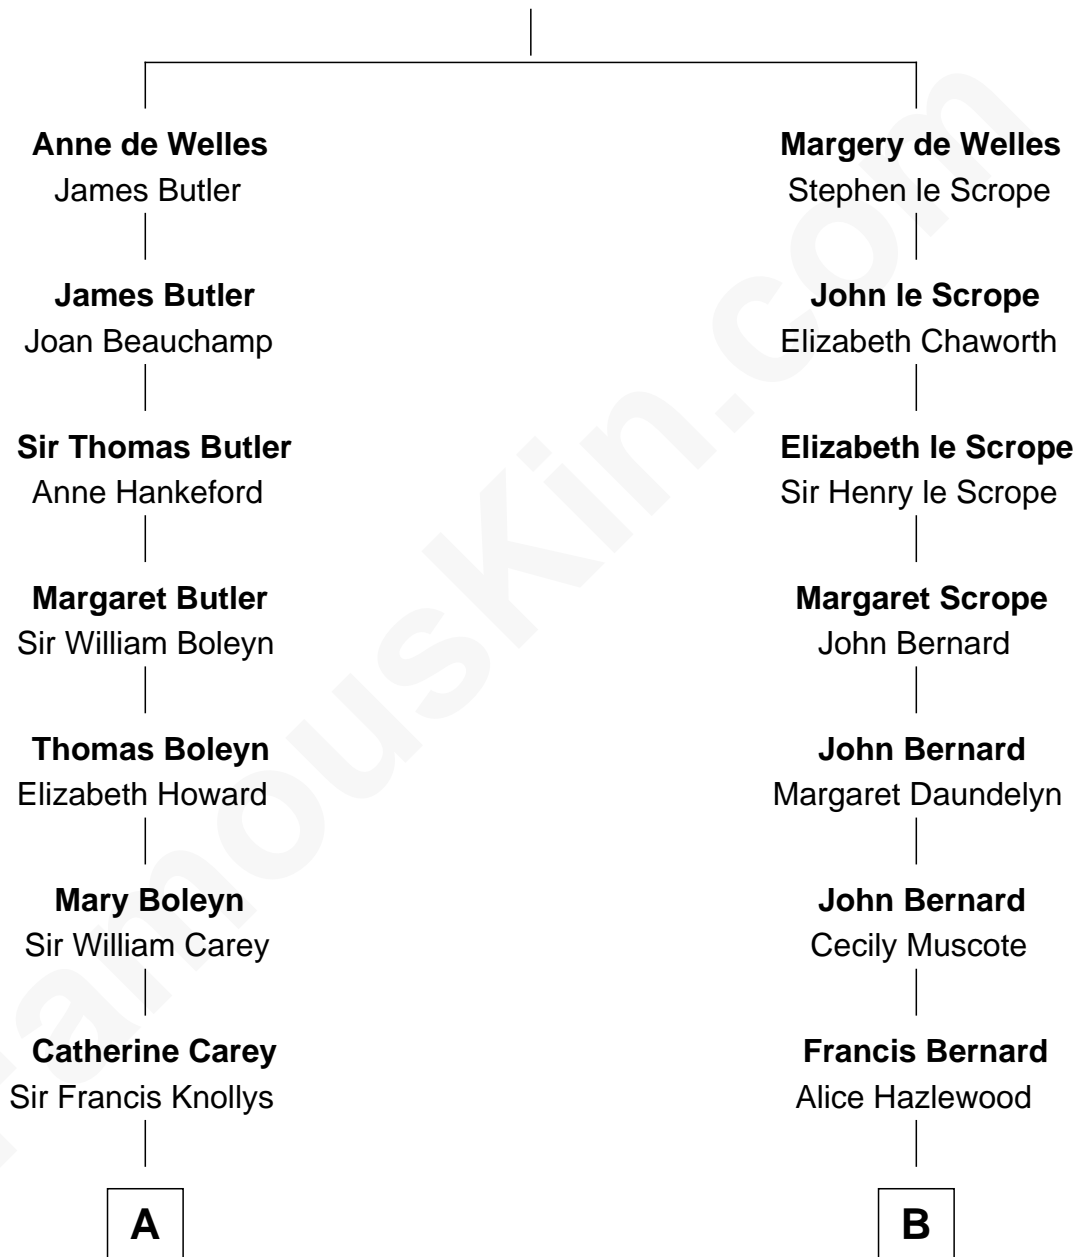 Anne de Welles
James Butler
James Butler
Joan Beauchamp
Sir Thomas Butler
Anne Hankeford
Margaret Butler
Sir William Boleyn
Thomas Boleyn
Elizabeth Howard
Mary Boleyn
Sir William Carey
Catherine Carey
Sir Francis Knollys
A
Margery de Welles
Stephen le Scrope
John le Scrope
Elizabeth Chaworth
Elizabeth le Scrope
Sir Henry le Scrope
Margaret Scrope
John Bernard
John Bernard
Margaret Daundelyn
John Bernard
Cecily Muscote
Francis Bernard
Alice Hazlewood
B
FamousKin.com